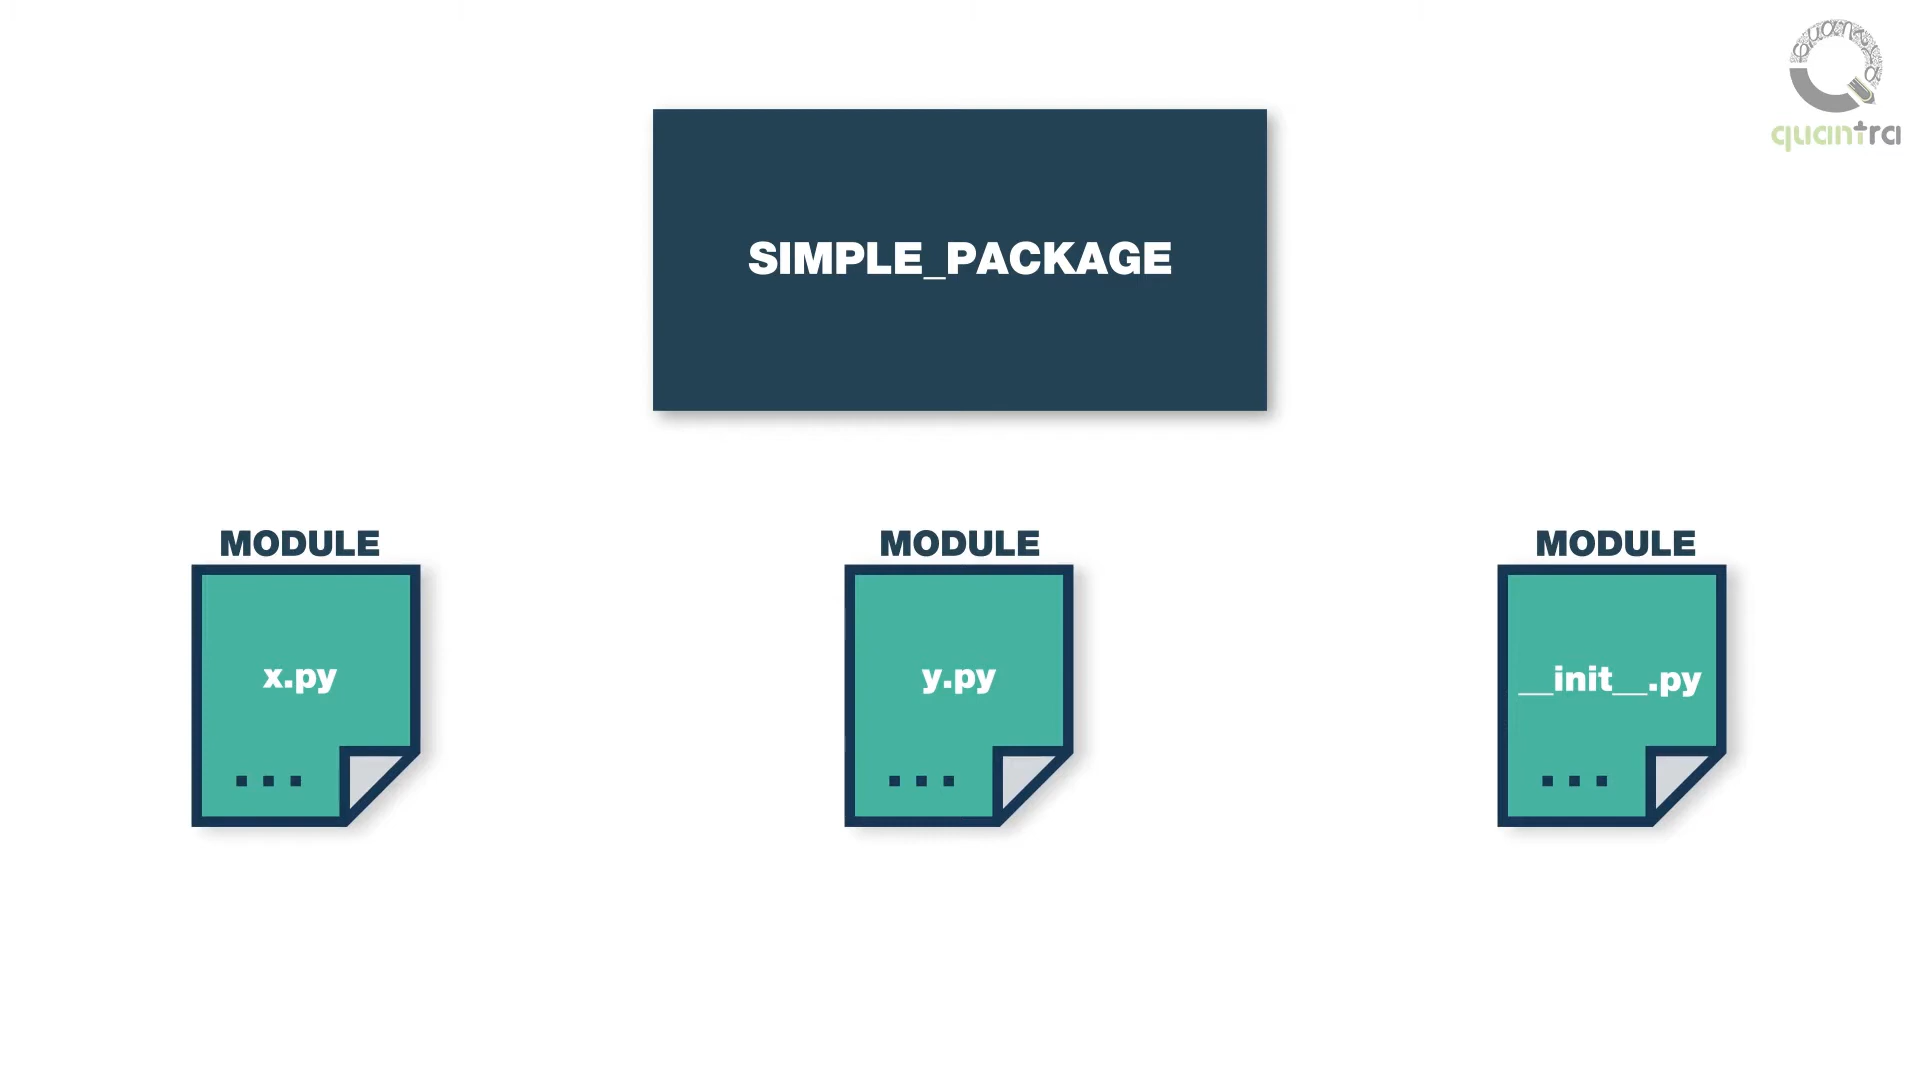 quantra
SIMPLE_PACKAGE
MODULE
MODULE
MODULE
x.py
y.py
__init__.py